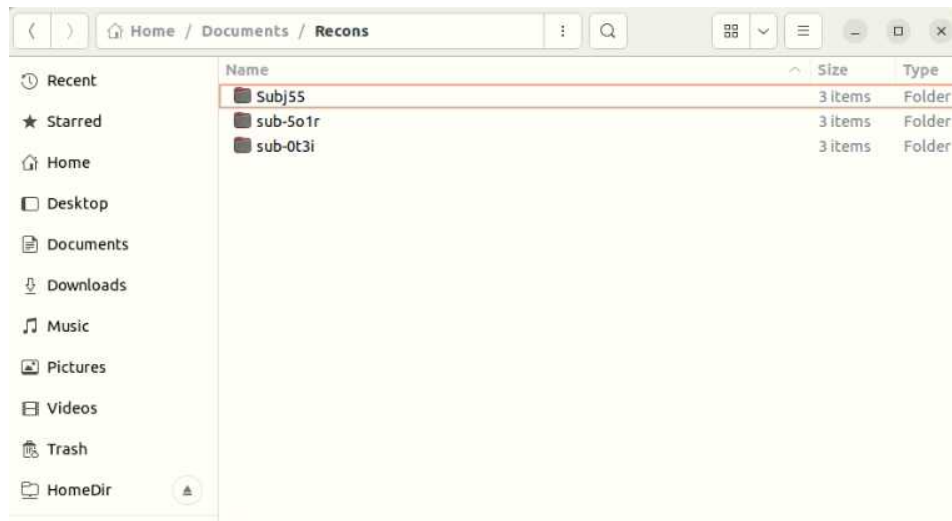 Home / Documents / Recons
Name Size Type
Recent
Subj55 3 items Folder
Starred
sub-5o1r 3 items Folder
sub-0t3i 3 items Folder
Home
Desktop
Documents
Downloads
Music
Pictures
Videos
Trash
HomeDir